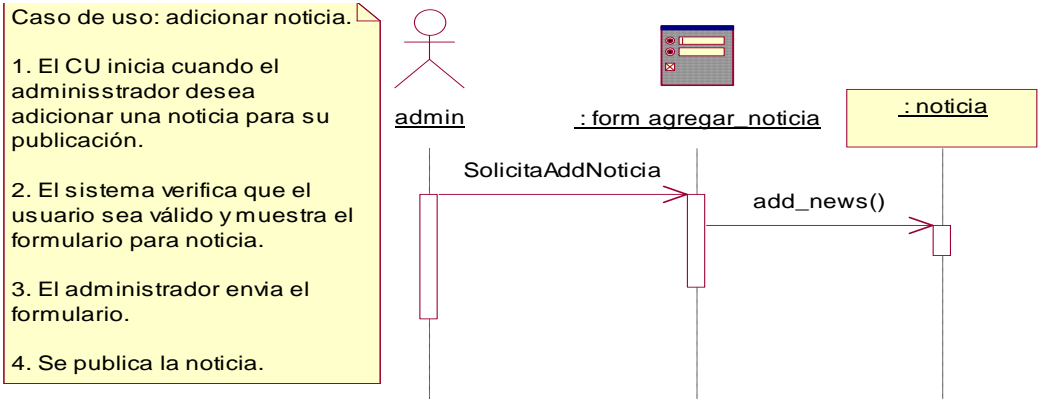 Caso de uso: adicionar noticia.
1. El CU inicia cuando el
adminisstrador desea
adicionar una noticia para su
publicación.
2. El sistema verifica que el
usuario sea válido y muestra el
formulario para noticia.
3. El administrador envia el
formulario.
4. Se publica la noticia.
admin
: form agregar_noticia
: noticia
SolicitaAddNoticia
add_news()